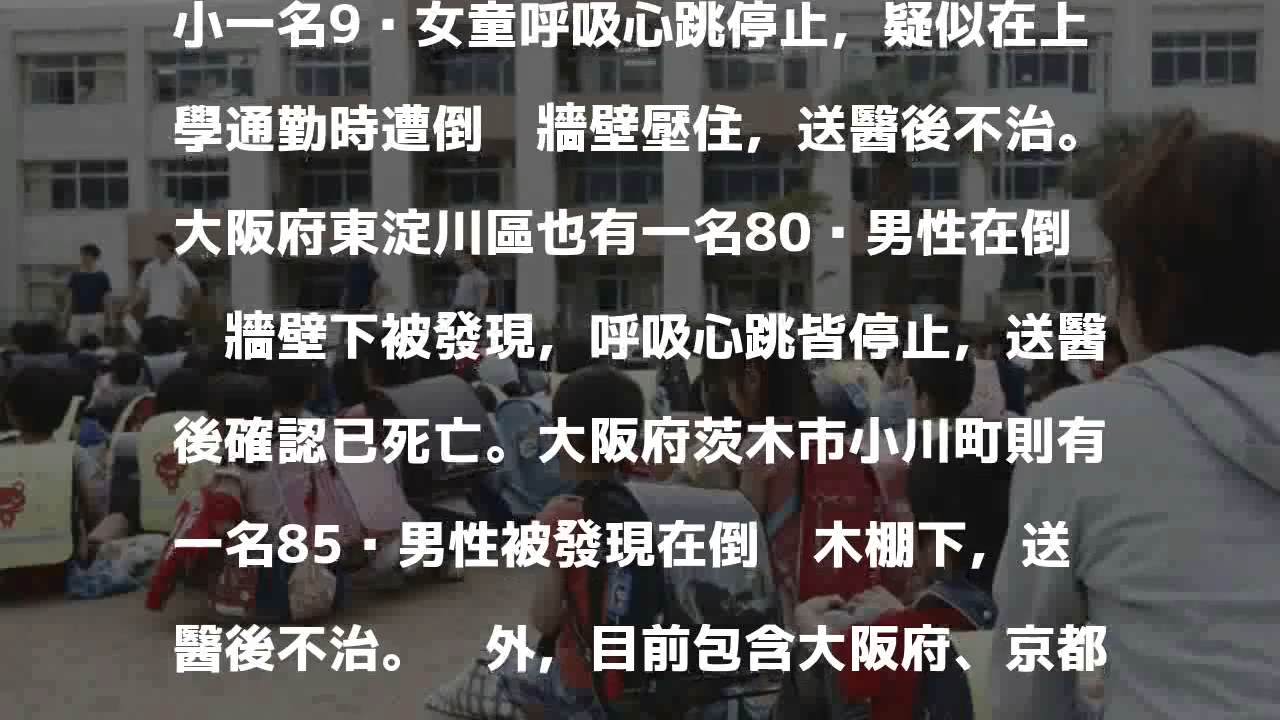 小一名9·女童呼吸心跳停止，疑似在上
學通勤時遭倒　牆壁壓住，送醫後不治。
大阪府東淀川區也有一名80·男性在倒
　牆壁下被發現，呼吸心跳皆停止，送醫
後確認已死亡。大阪府茨木市小川町則有
一名85·男性被發現在倒　木棚下，送
醫後不治。　外，目前包含大阪府、京都